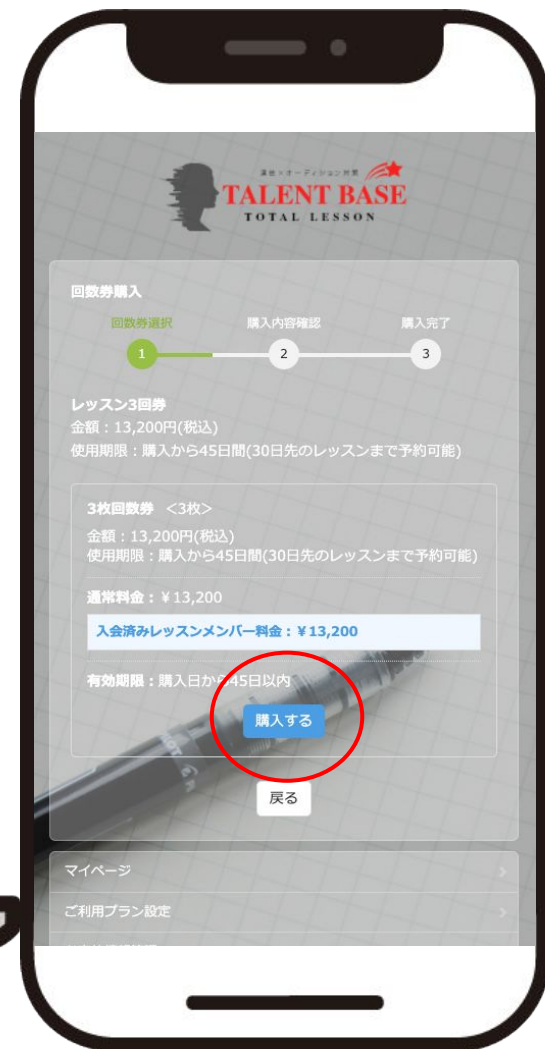 演技×オーディション対策
TALENT BASE
TOTAL LESSON
回数券購入
回数券選択 購入内容確認 購入完了
1 2 3
レッスン3回券
金額：13,200円(税込)
使用期限：購入から45日間(30日先のレッスンまで予約可能)
3枚回数券 ＜3枚＞
金額：13,200円(税込)
使用期限：購入から45日間(30日先のレッスンまで予約可能)
通常料金：¥13,200
入会済みレッスンメンバー料金：¥13,200
有効期限：購入日から45日以内
購入する
戻る
マイページ
ご利用プラン設定